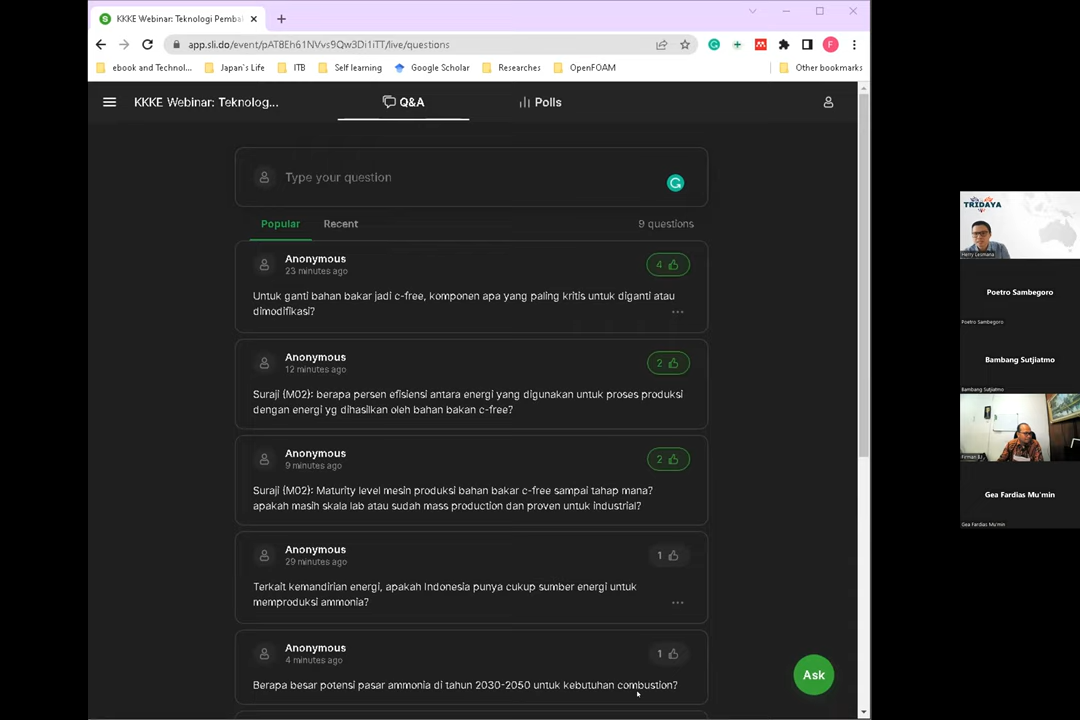 KKKE Webinar: Teknologi Pemba
app.sli.do/event/pAT8Eh61NVvs9Qw3Di1iTT/live/questions
F
ebook and Technol...
Japan's Life
ITB
Self learning
Google Scholar
Researches
OpenFOAM
Other bookmarks
KKKE Webinar: Teknolog...
Q&A
Polls
Type your question
Popular
Recent
9 questions
Anonymous
23 minutes ago
4
Untuk ganti bahan bakar jadi c-free, komponen apa yang paling kritis untuk diganti atau
dimodifikasi?
Anonymous
12 minutes ago
2
Suraji (M02): berapa persen efisiensi antara energi yang digunakan untuk proses produksi
dengan energi yg dihasilkan oleh bahan bakan c-free?
Anonymous
9 minutes ago
2
Suraji (M02): Maturity level mesin produksi bahan bakar c-free sampai tahap mana?
apakah masih skala lab atau sudah mass production dan proven untuk industrial?
Anonymous
29 minutes ago
1
Terkait kemandirian energi, apakah Indonesia punya cukup sumber energi untuk
memproduksi ammonia?
Anonymous
4 minutes ago
1
Berapa besar potensi pasar ammonia di tahun 2030-2050 untuk kebutuhan combustion?
Ask
TRIDAYA
Poetro Sambegoro
Poetro Sambegoro
Bambang Sutjiatmo
Bambang Sutjiatmo
Gea Fardias Mu'min
Gea Fardias Mu'min